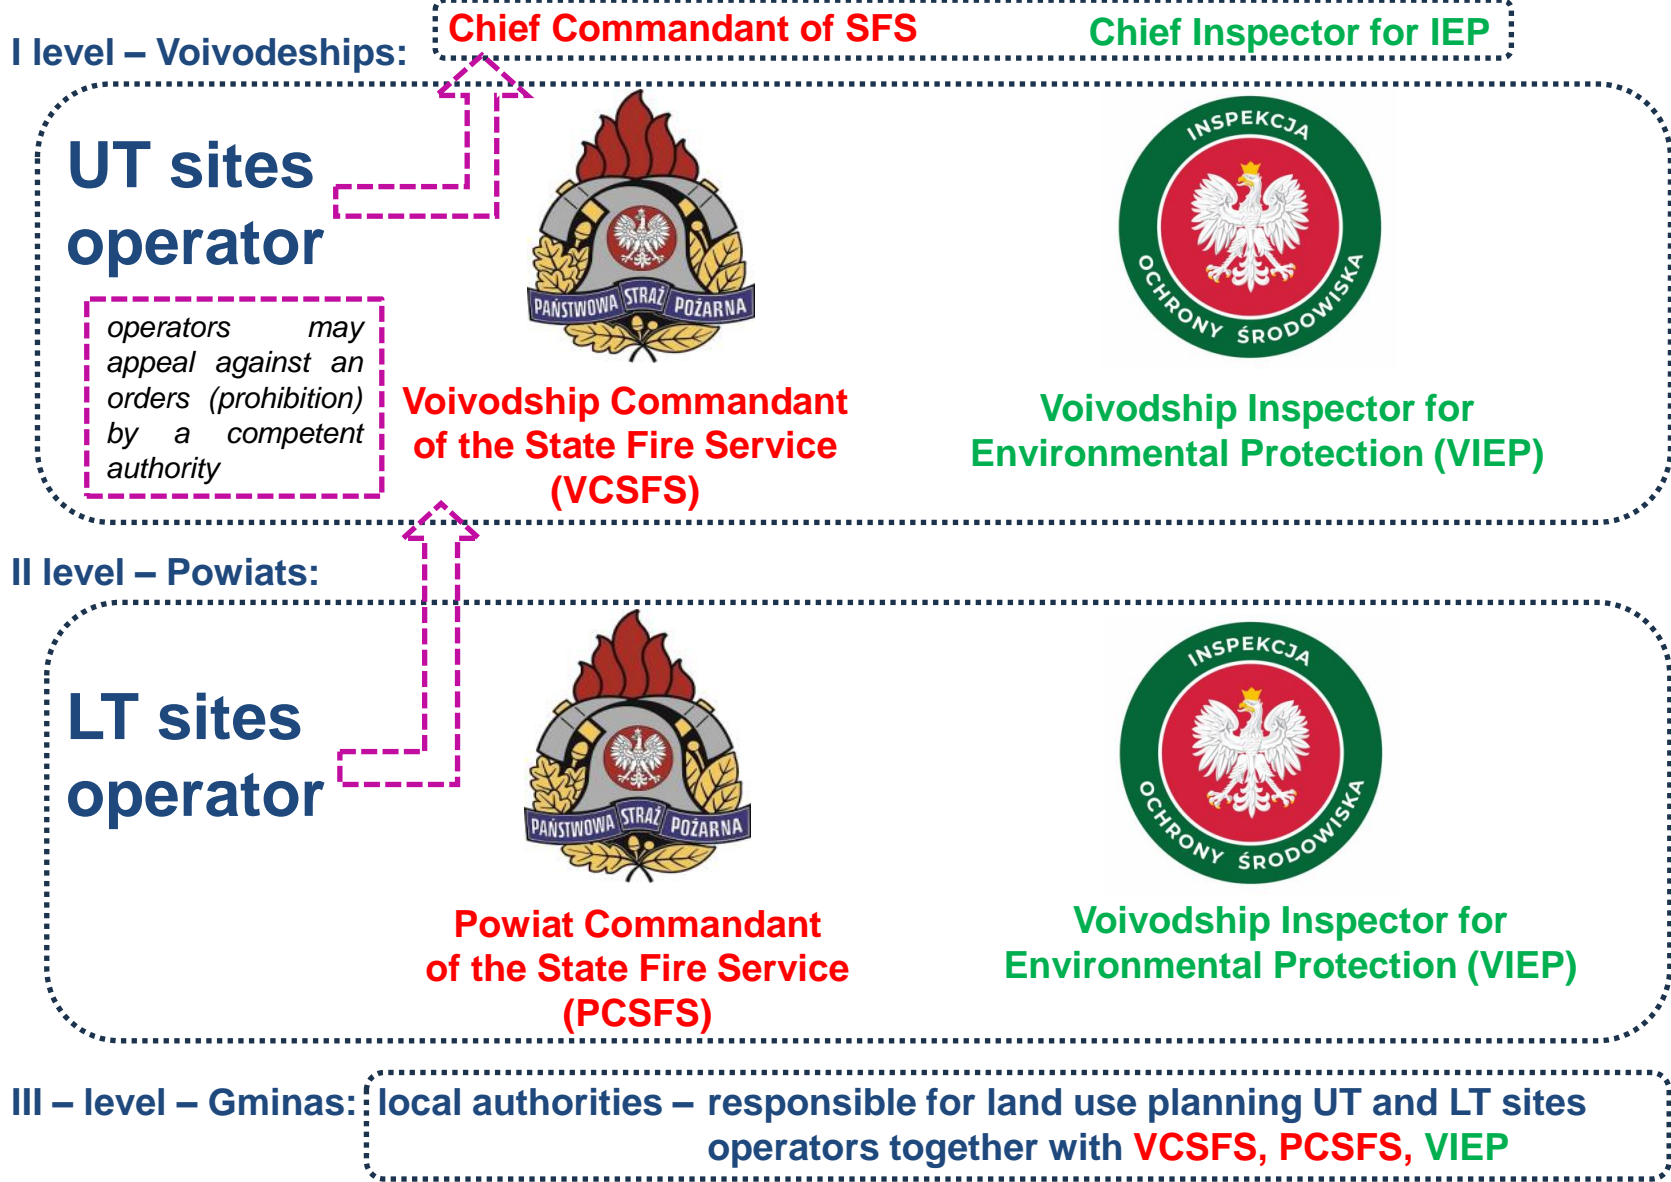 Chief Commandant of SFS
Chief Inspector for IEP
I level – Voivodeships:
UT sites
operator
operators may
appeal against an
orders (prohibition)
by a competent
authority
PAŃSTWOWA STRAŻ POŻARNA
Voivodship Commandant
of the State Fire Service
(VCSFS)
INSPEKCJA
OCHRONY ŚRODOWISKA
Voivodship Inspector for
Environmental Protection (VIEP)
II level – Powiats:
LT sites
operator
PAŃSTWOWA STRAŻ POŻARNA
Powiat Commandant
of the State Fire Service
(PCSFS)
INSPEKCJA
OCHRONY ŚRODOWISKA
Voivodship Inspector for
Environmental Protection (VIEP)
III – level – Gminas: local authorities – responsible for land use planning UT and LT sites
operators together with VCSFS, PCSFS, VIEP